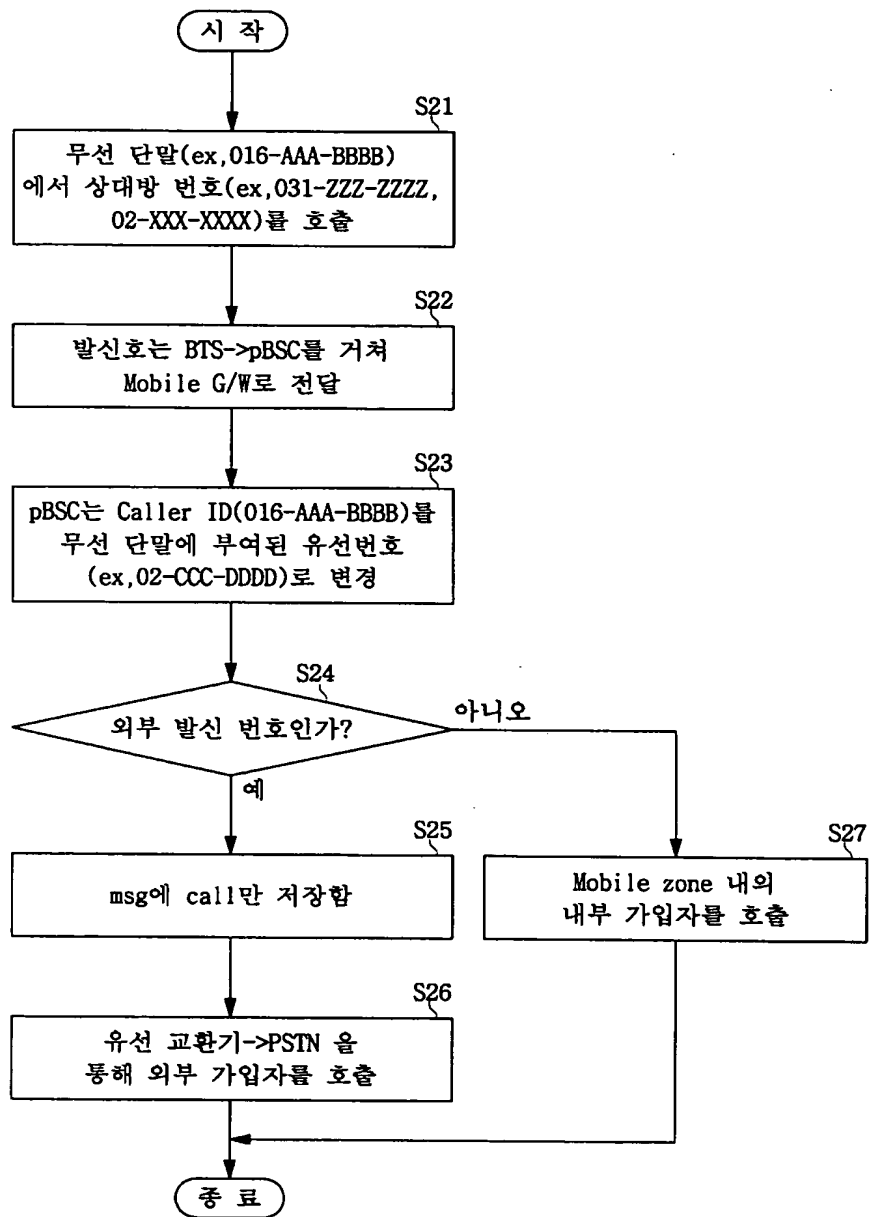 시 작
S21
무선 단말(ex,016-AAA-BBBB)
에서 상대방 번호(ex,031-ZZZ-ZZZZ,
02-XXX-XXXX)를 호출
S22
발신호는 BTS->pBSC를 거쳐
Mobile G/W로 전달
S23
pBSC는 Caller ID(016-AAA-BBBB)를
무선 단말에 부여된 유선번호
(ex,02-CCC-DDDD)로 변경
S24
외부 발신 번호인가?
아니오
예
S25
msg에 call만 저장함
S27
Mobile zone 내의
내부 가입자를 호출
S26
유선 교환기->PSTN 을
통해 외부 가입자를 호출
종 료